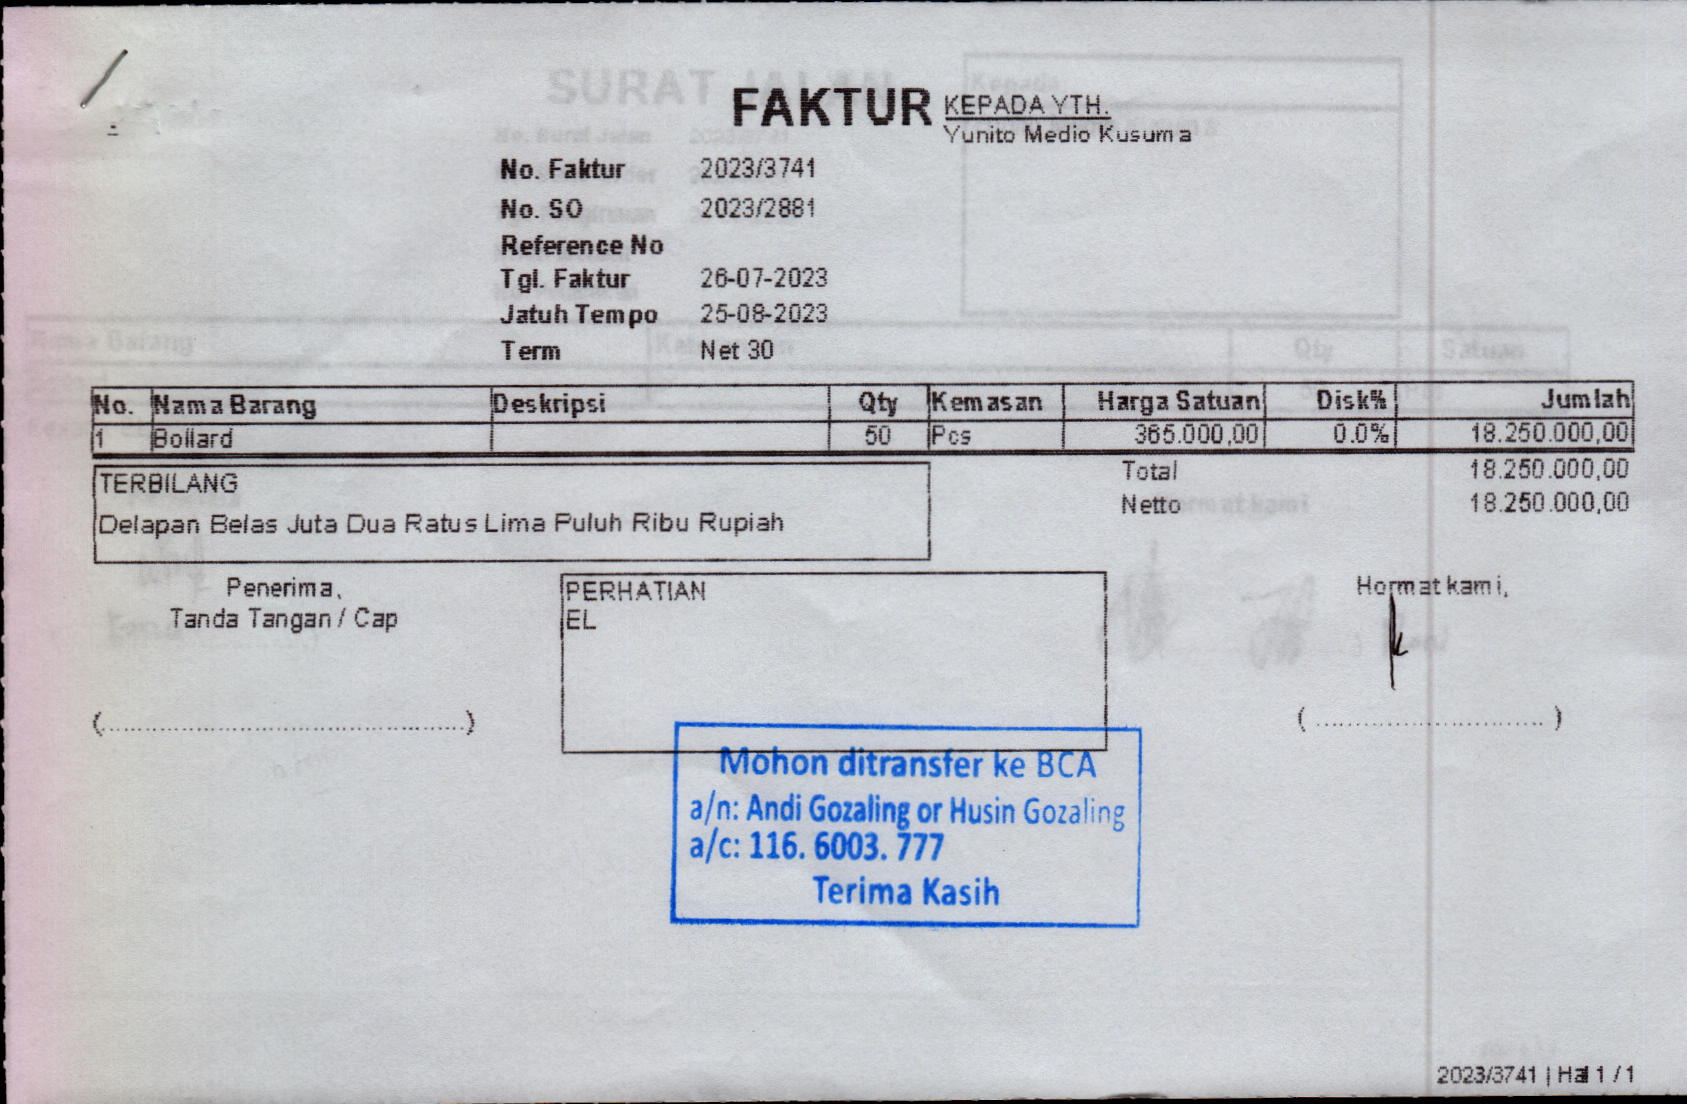 FAKTUR
KEPADA YTH.
Yunito Medio Kusuma
No. Faktur 2023/3741
No. SO 2023/2881
Reference No
Tgl. Faktur 26-07-2023
Jatuh Tempo 25-08-2023
Term Net 30
No. Nama Barang Deskripsi Qty Kemasan Harga Satuan Disk% Jumlah
1 Bollard 50 Pcs 365.000,00 0.0% 18.250.000,00
Total 18.250.000,00
Netto 18.250.000,00
TERBILANG
Delapan Belas Juta Dua Ratus Lima Puluh Ribu Rupiah
Penerima,
Tanda Tangan / Cap
(..................................................)
PERHATIAN
EL
Hormat kami,
( ................................ )
Mohon ditransfer ke BCA
a/n: Andi Gozaling or Husin Gozaling
a/c: 116. 6003. 777
Terima Kasih
2023/3741 | Hal 1 / 1